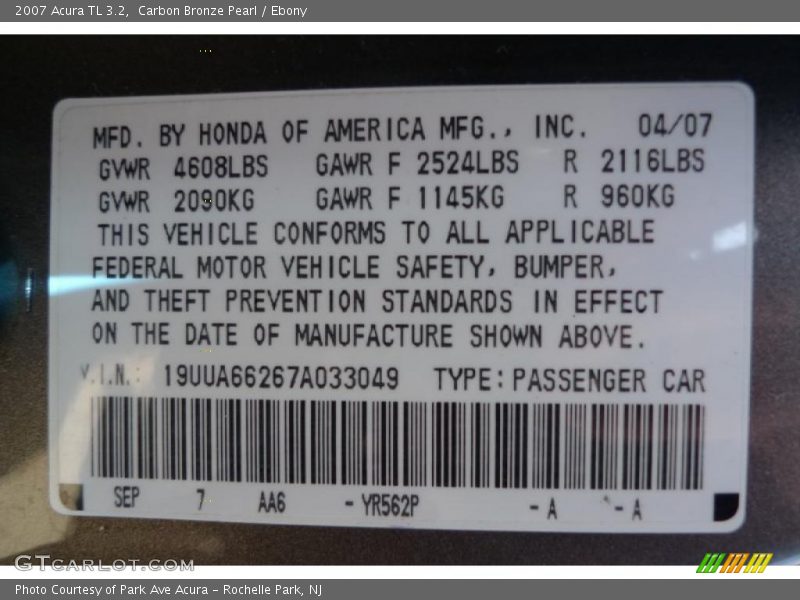 2007 Acura TL 3.2,  Carbon Bronze Pearl / Ebony
MFD. BY HONDA OF AMERICA MFG., INC. 04/07
GVWR 4608LBS GAWR F 2524LBS R 2116LBS
GVWR 2090KG GAWR F 1145KG R 960KG
THIS VEHICLE CONFORMS TO ALL APPLICABLE
FEDERAL MOTOR VEHICLE SAFETY, BUMPER,
AND THEFT PREVENTION STANDARDS IN EFFECT
ON THE DATE OF MANUFACTURE SHOWN ABOVE.
V.I.N.: 19UUA66267A033049 TYPE: PASSENGER CAR
SEP 7 AA6 - YR562P - A - A
GTcarlot.com
Photo Courtesy of Park Ave Acura - Rochelle Park, NJ